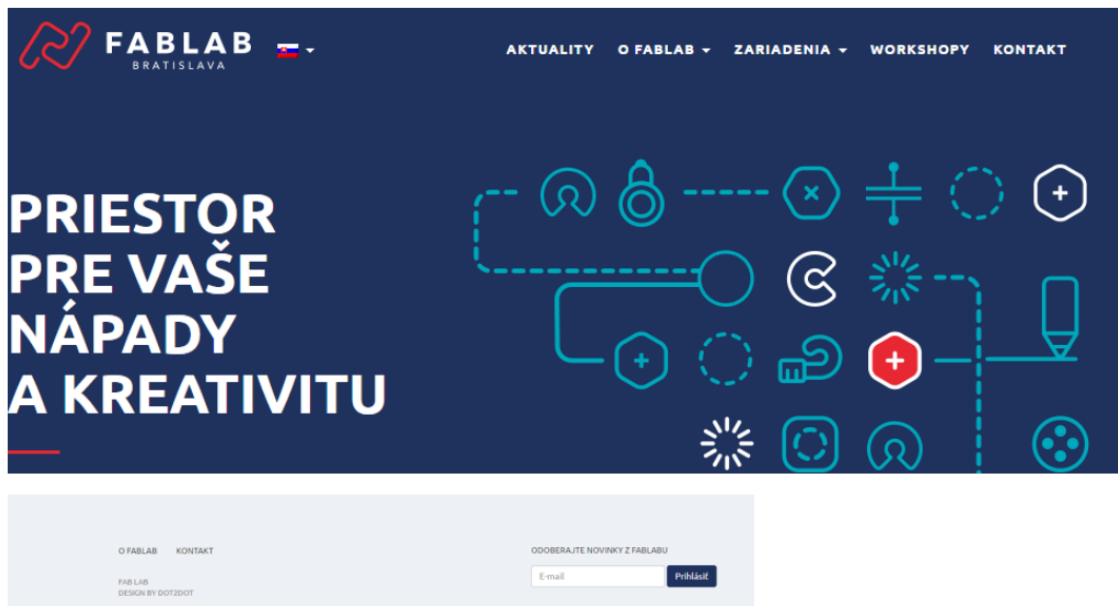 FABLAB
BRATISLAVA
AKTUALITY O FABLAB ZARIADENIA WORKSHOPY KONTAKT
PRIESTOR
PRE VAŠE
NÁPADY
A KREATIVITU
O FABLAB KONTAKT
FAB LAB
DESIGN BY DOT2DOT
ODOBERAJTE NOVINKY Z FABLABU
E-mail Prihlásiť